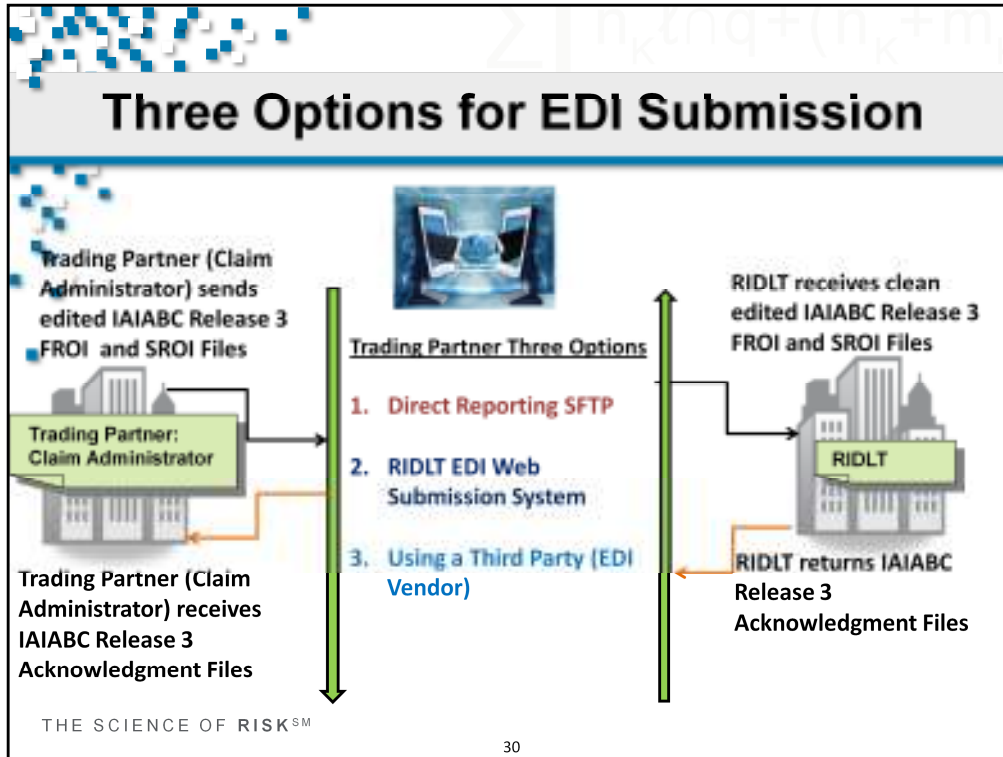 Three Options for EDI Submission
Trading Partner (Claim
Administrator) sends
edited IAIABC Release 3
FROI and SROI Files
Trading Partner:
Claim Administrator
Trading Partner (Claim
Administrator) receives
IAIABC Release 3
Acknowledgment Files
Trading Partner Three Options
1. Direct Reporting SFTP
2. RIDLT EDI Web
Submission System
3. Using a Third Party (EDI
Vendor)
RIDLT receives clean
edited IAIABC Release 3
FROI and SROI Files
RIDLT
RIDLT returns IAIABC
Release 3
Acknowledgment Files
THE SCIENCE OF RISK℠
30